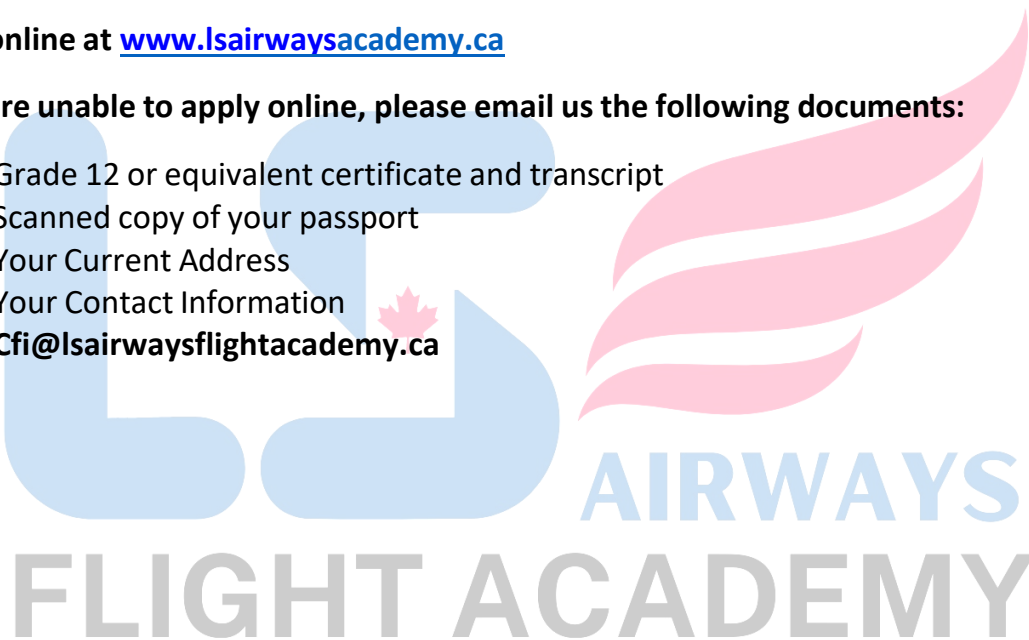 online at www.lsairwaysacademy.ca
re unable to apply online, please email us the following documents:
Grade 12 or equivalent certificate and transcript
Scanned copy of your passport
Your Current Address
Your Contact Information
Cfi@lsairwaysflightacademy.ca
LS
AIRWAYS
FLIGHT ACADEMY